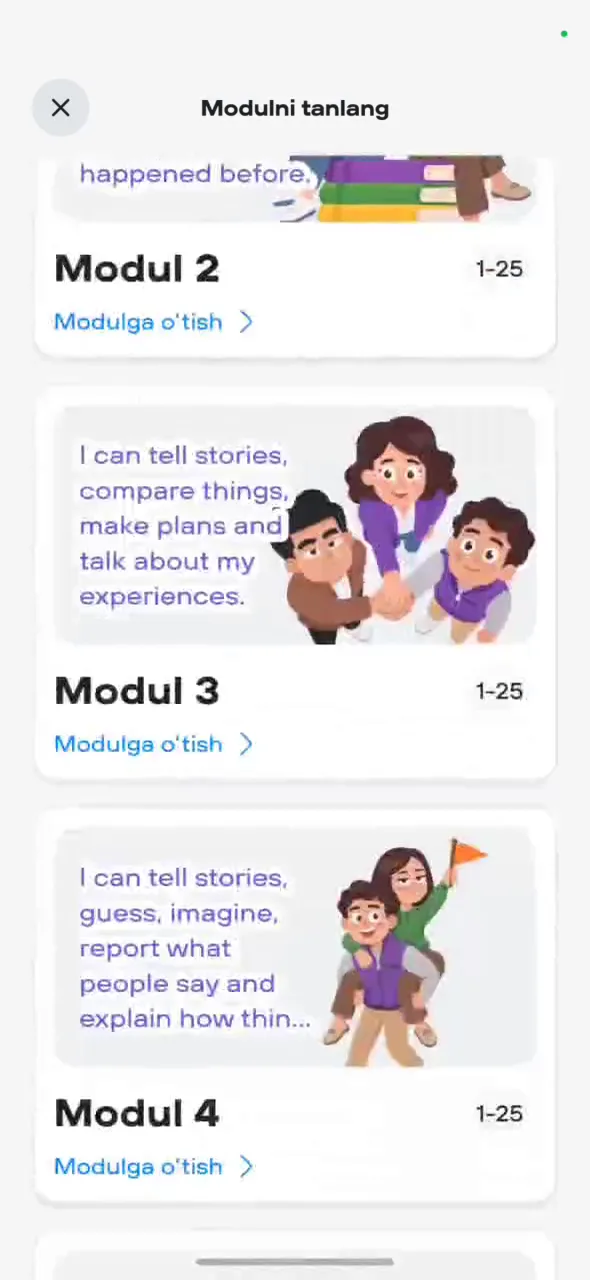 Modulni tanlang
happened before.
Modul 2
1-25
Modulga o'tish
I can tell stories,
compare things,
make plans and
talk about my
experiences.
Modul 3
1-25
Modulga o'tish
I can tell stories,
guess, imagine,
report what
people say and
explain how thin...
Modul 4
1-25
Modulga o'tish